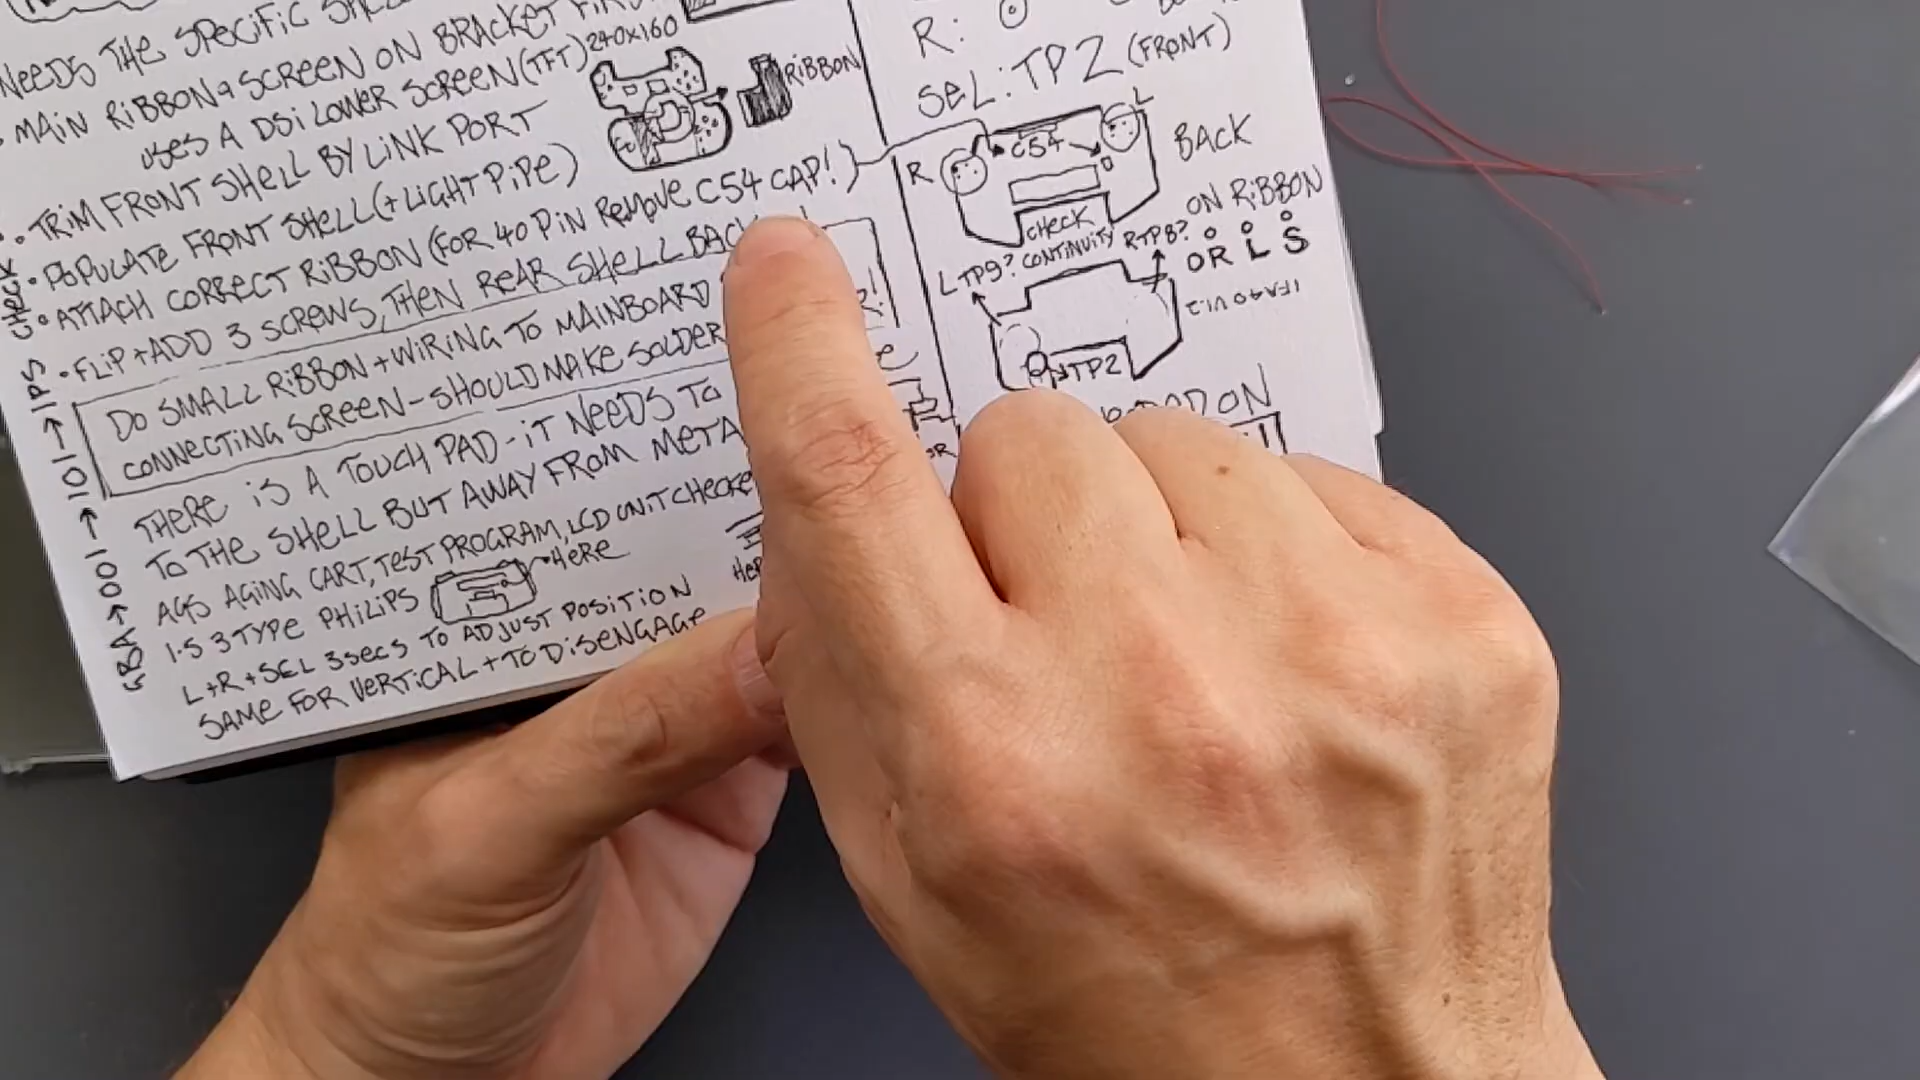 NEEDS THE SPECIFIC
MAIN RIBBON + SCREEN ON BRACKET
USES A DSi LOWER SCREEN (TFT) 240x160
• TRIM FRONT SHELL BY LINK PORT
• POPULATE FRONT SHELL (+ LIGHT PIPE)
• ATTACH CORRECT RIBBON (FOR 40 PIN REMOVE C54 CAP!)
• FLIP + ADD 3 SCREWS, THEN REAR SHELL BACK
DO SMALL RIBBON + WIRING TO MAINBOARD
CONNECTING SCREEN - SHOULD MAKE SOLDER
THERE IS A TOUCH PAD - IT NEEDS TO
TO THE SHELL BUT AWAY FROM META
AGS AGING CART, TEST PROGRAM, LCD UNIT CHECKE
1.5 3 TYPE PHILIPS
HERE
L+R+SEL 3SECS TO ADJUST POSITION
SAME FOR VERTICAL + TO DISENGAGE
RIBBON
CHECK
101 → IPS
001 →
R:
SEL: TP2 (FRONT)
R
C54
L
BACK
CHECK
CONTINUITY
ON RIBBON
L TP9?
R TP8?
OR L S
TP2